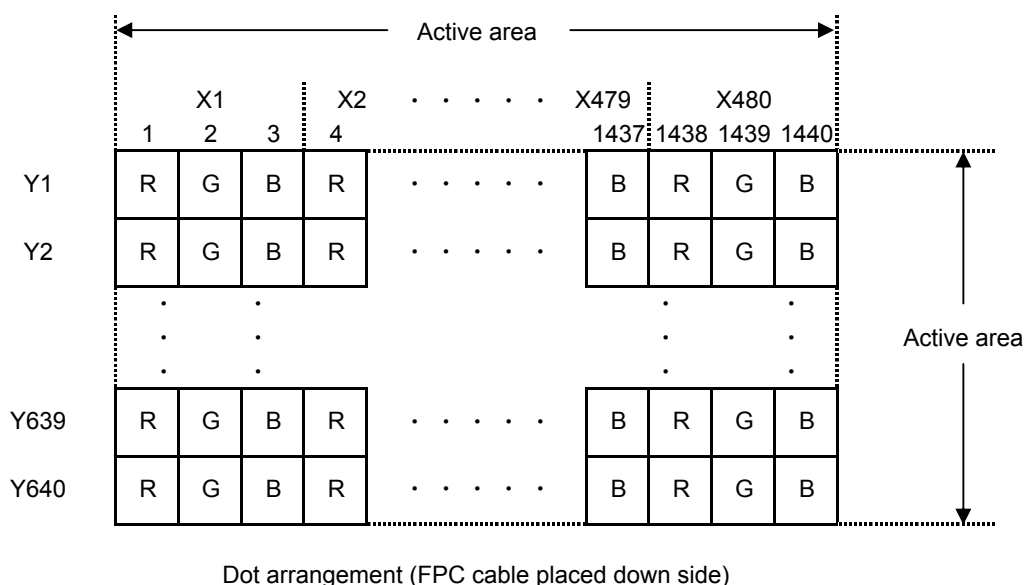 Active area
X1 X2 ・ ・ ・ ・ ・ X479 X480
1 2 3 4 1437 1438 1439 1440
Y1 R G B R ・ ・ ・ ・ ・ B R G B
Y2 R G B R ・ ・ ・ ・ ・ B R G B
Active area
Y639 R G B R ・ ・ ・ ・ ・ B R G B
Y640 R G B R ・ ・ ・ ・ ・ B R G B
Dot arrangement (FPC cable placed down side)